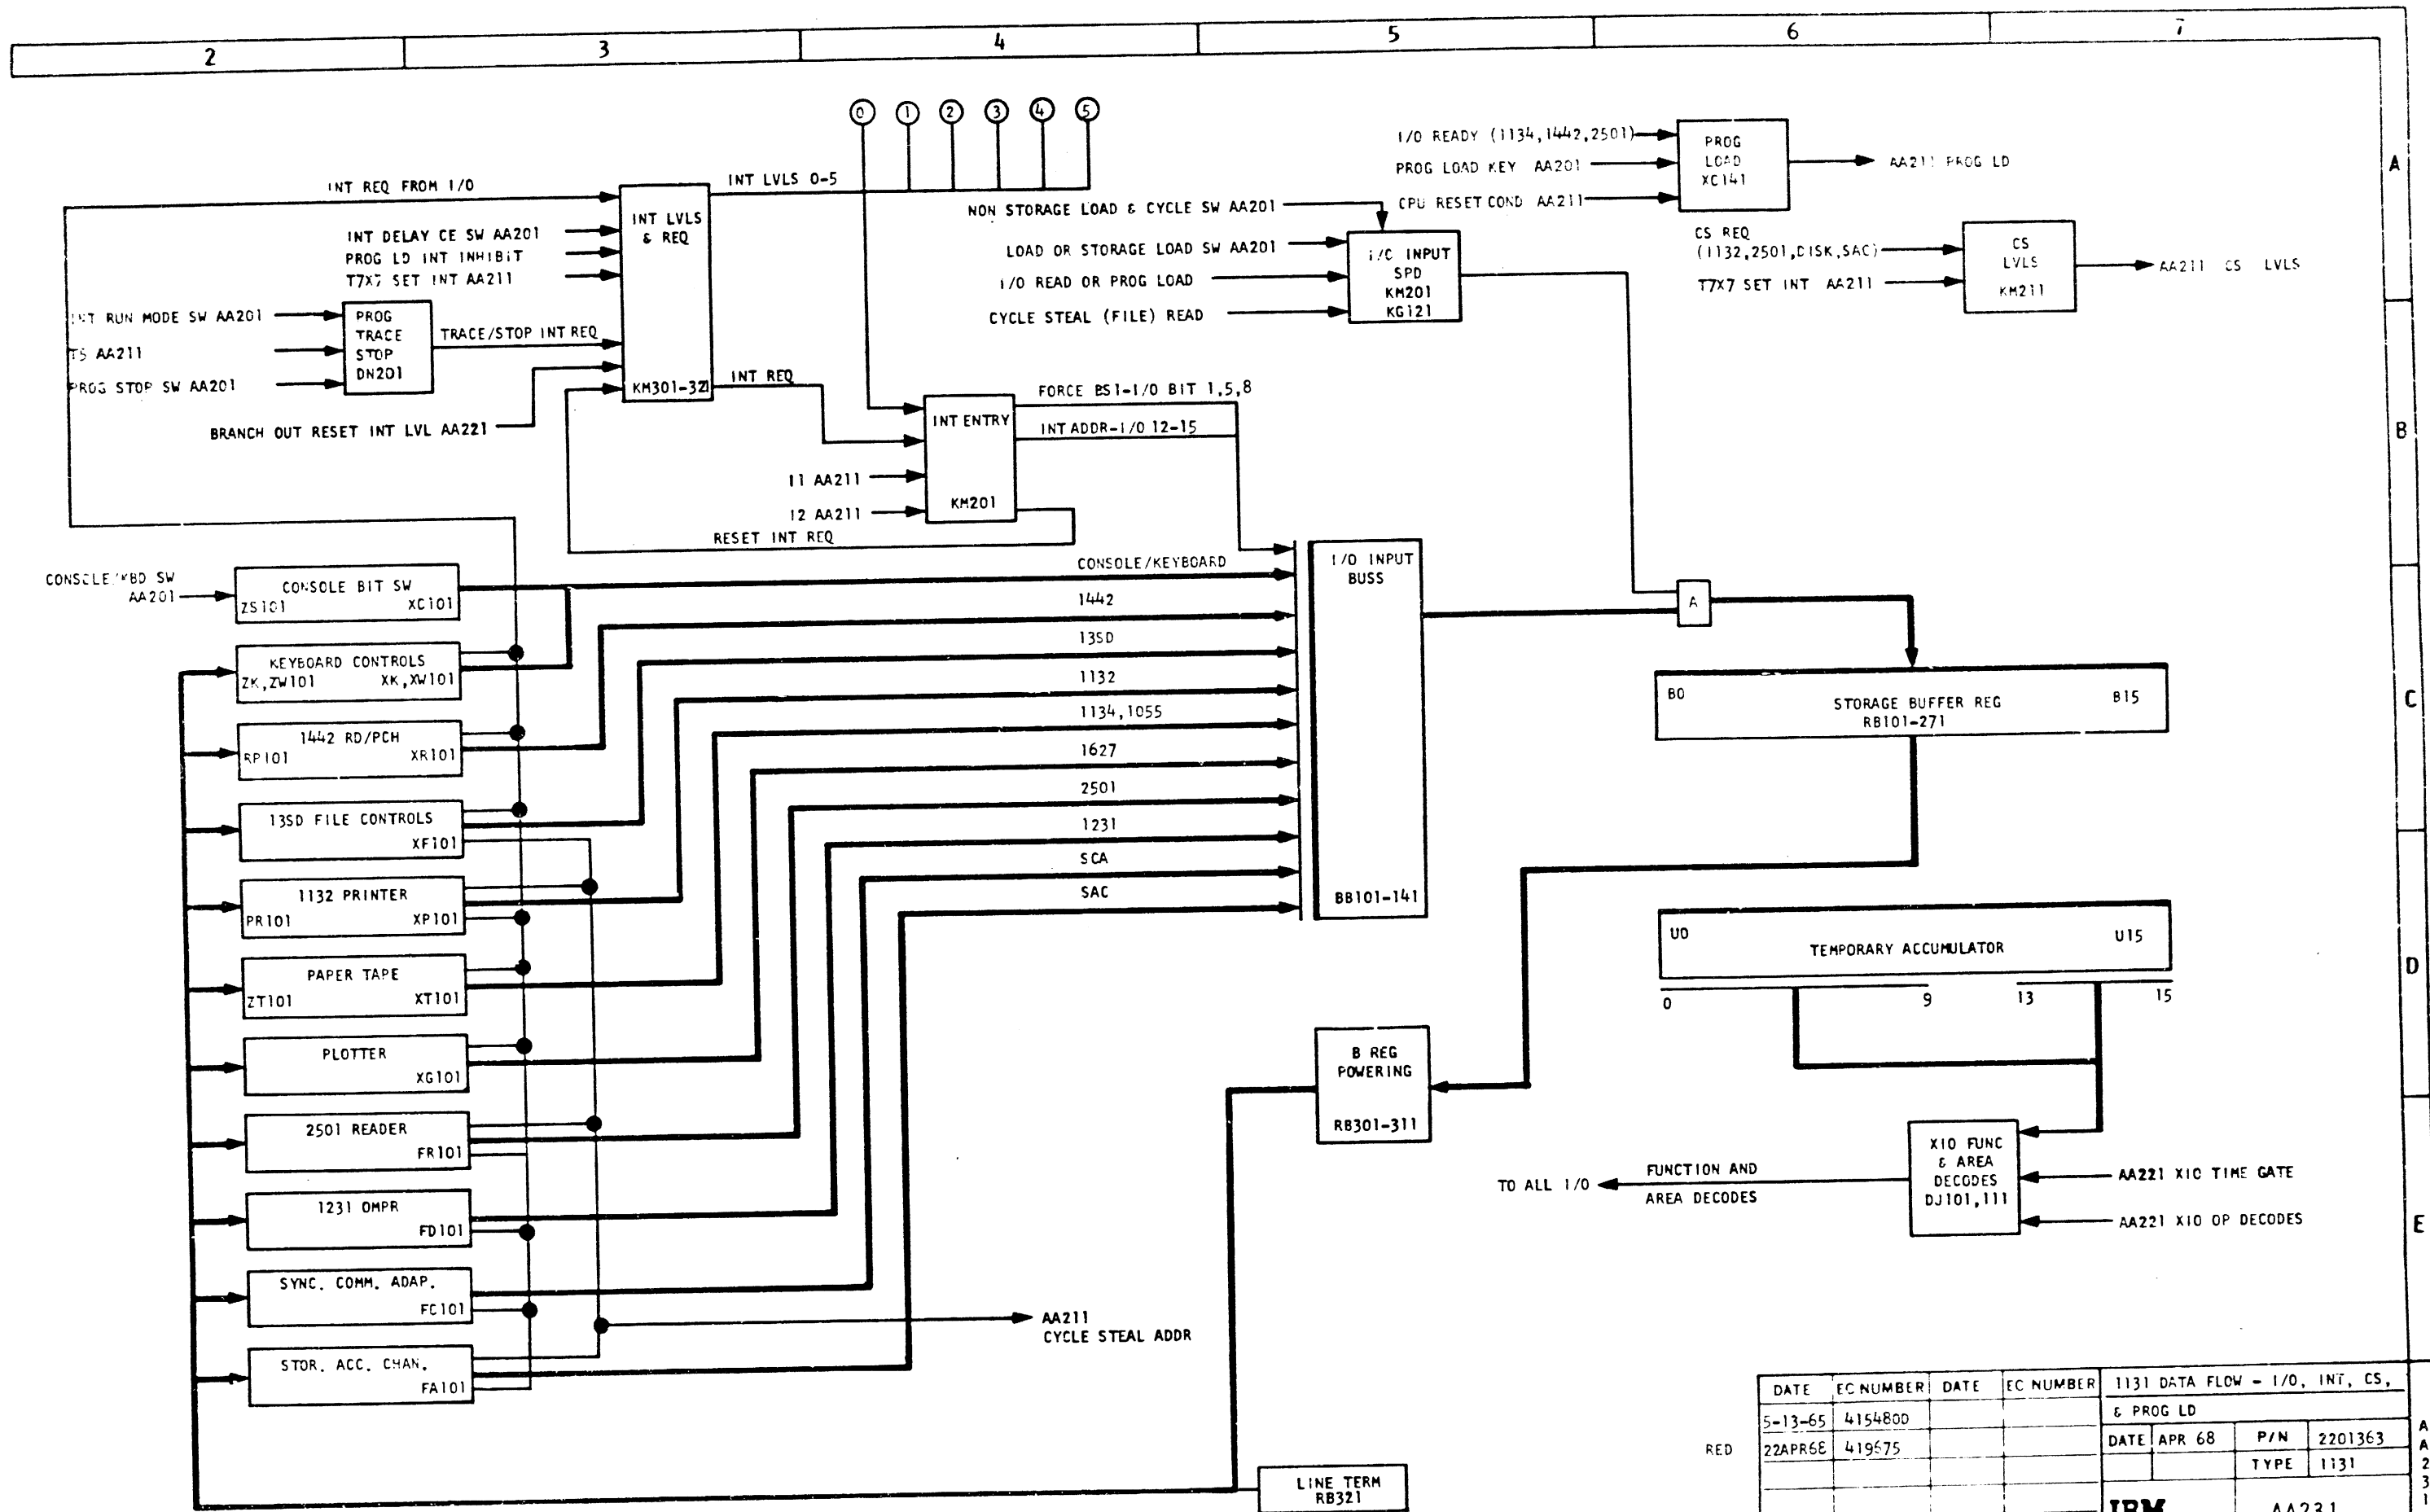 2 3 4 5 6 7
0 1 2 3 4 5
A
B
C
D
E
INT REQ FROM I/O
INT DELAY CE SW AA201
PROG LD INT INHIBIT
T7X7 SET INT AA211
INT LVLS
& REQ
KM301-321
INT LVLS 0-5
INT RUN MODE SW AA201
T5 AA211
PROG STOP SW AA201
PROG
TRACE
STOP
DN201
TRACE/STOP INT REQ
BRANCH OUT RESET INT LVL AA221
INT REQ
INT ENTRY
KM201
I1 AA211
I2 AA211
RESET INT REQ
FORCE BSI-I/O BIT 1,5,8
INT ADDR-I/O 12-15
NON STORAGE LOAD & CYCLE SW AA201
LOAD OR STORAGE LOAD SW AA201
I/O READ OR PROG LOAD
CYCLE STEAL (FILE) READ
I/O INPUT
SPD
KM201
KG121
I/O READY (1134,1442,2501)
PROG LOAD KEY AA201
CPU RESET COND AA211
PROG
LOAD
XC141
AA211 PROG LD
CS REQ
(1132,2501,DISK,SAC)
T7X7 SET INT AA211
CS
LVLS
KM211
AA211 CS LVLS
CONSOLE/KBD SW
AA201
CONSOLE BIT SW
ZS101 XC101
KEYBOARD CONTROLS
ZK,ZW101 XK,XW101
1442 RD/PCH
RP101 XR101
13SD FILE CONTROLS
XF101
1132 PRINTER
PR101 XP101
PAPER TAPE
ZT101 XT101
PLOTTER
XG101
2501 READER
FR101
1231 OMPR
FD101
SYNC. COMM. ADAP.
FC101
STOR. ACC. CHAN.
FA101
CONSOLE/KEYBOARD
1442
13SD
1132
1134,1055
1627
2501
1231
SCA
SAC
I/O INPUT
BUSS
BB101-141
A
B0 B15
STORAGE BUFFER REG
RB101-271
U0 U15
TEMPORARY ACCUMULATOR
0 9 13 15
B REG
POWERING
RB301-311
XIO FUNC
& AREA
DECODES
DJ101,111
AA221 XIO TIME GATE
AA221 XIO OP DECODES
TO ALL I/O
FUNCTION AND
AREA DECODES
AA211
CYCLE STEAL ADDR
LINE TERM
RB321
RED
DATE EC NUMBER DATE EC NUMBER
5-13-65 415480D
22APR68 419675
1131 DATA FLOW - I/O, INT, CS,
& PROG LD
DATE APR 68 P/N 2201363
TYPE 1131
IBM AA231
A
A
2
3
1